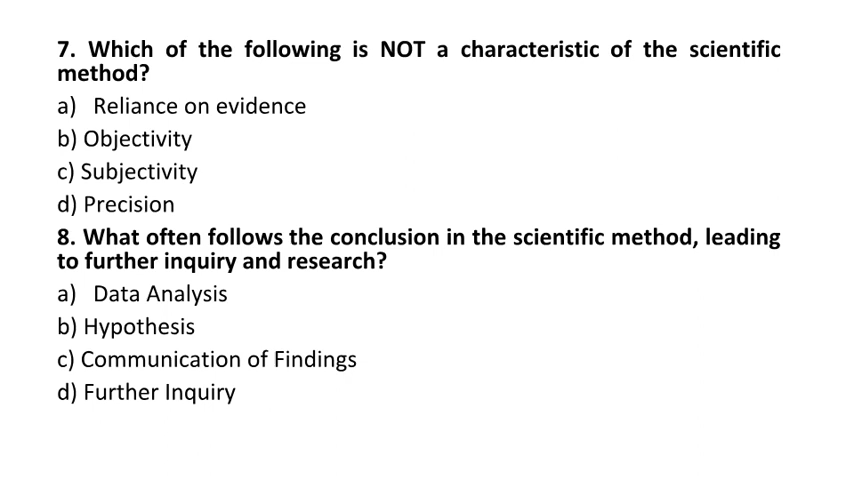 7. Which of the following is NOT a characteristic of the scientific
method?
a) Reliance on evidence
b) Objectivity
c) Subjectivity
d) Precision
8. What often follows the conclusion in the scientific method, leading
to further inquiry and research?
a) Data Analysis
b) Hypothesis
c) Communication of Findings
d) Further Inquiry